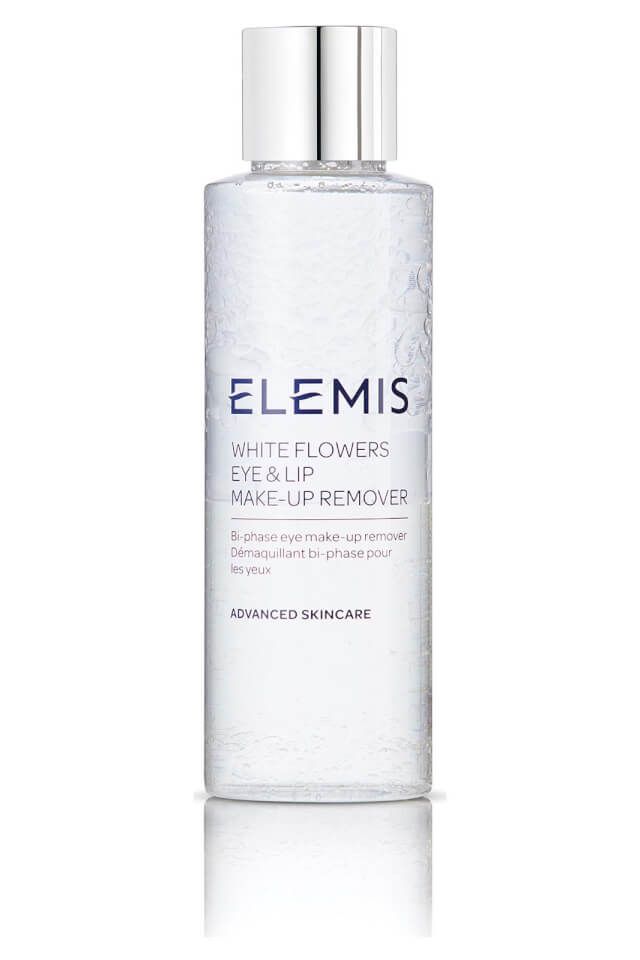 ELEMIS
WHITE FLOWERS
EYE & LIP
MAKE-UP REMOVER
Bi-phase eye make-up remover
Démaquillant bi-phase pour
les yeux
ADVANCED SKINCARE